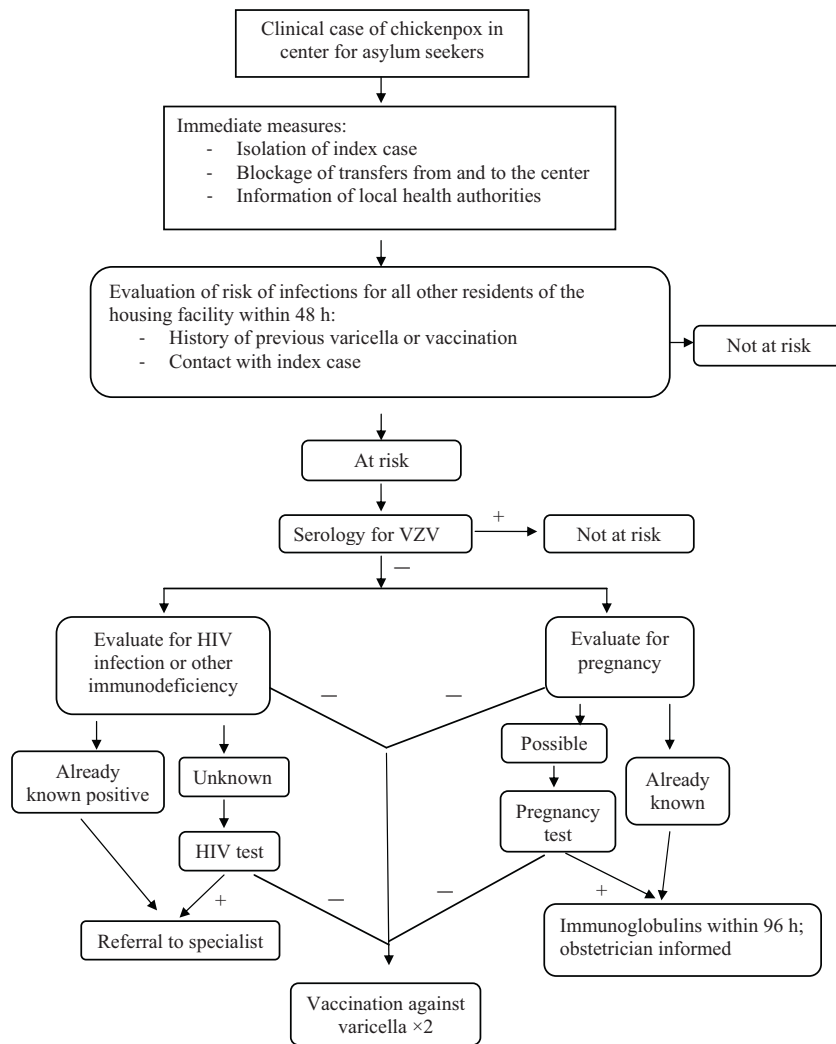 Clinical case of chickenpox in
center for asylum seekers
Immediate measures:
- Isolation of index case
- Blockage of transfers from and to the center
- Information of local health authorities
Evaluation of risk of infections for all other residents of the
housing facility within 48 h:
- History of previous varicella or vaccination
- Contact with index case
Not at risk
At risk
Serology for VZV
+
Not at risk
—
Evaluate for HIV
infection or other
immunodeficiency
Evaluate for
pregnancy
—
—
Already
known positive
Unknown
Possible
Already
known
HIV test
Pregnancy
test
+
—
—
+
Referral to specialist
Immunoglobulins within 96 h;
obstetrician informed
Vaccination against
varicella ×2